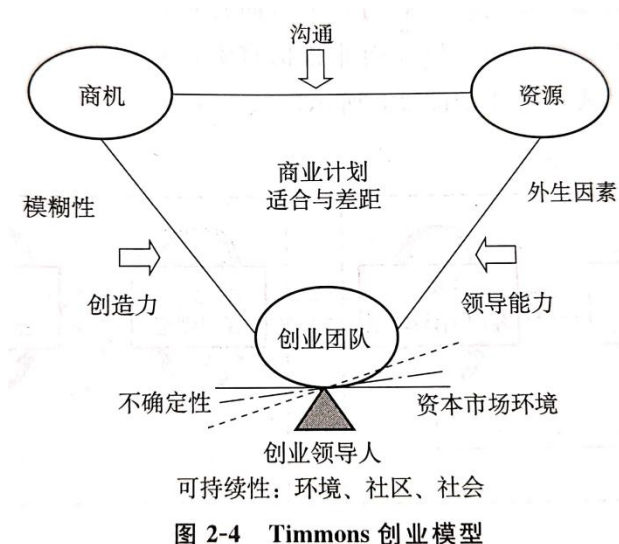 沟通
商机
资源
商业计划
适合与差距
模糊性
外生因素
创造力
领导能力
创业团队
不确定性
资本市场环境
创业领导人
可持续性：环境、社区、社会
图 2-4 Timmons 创业模型